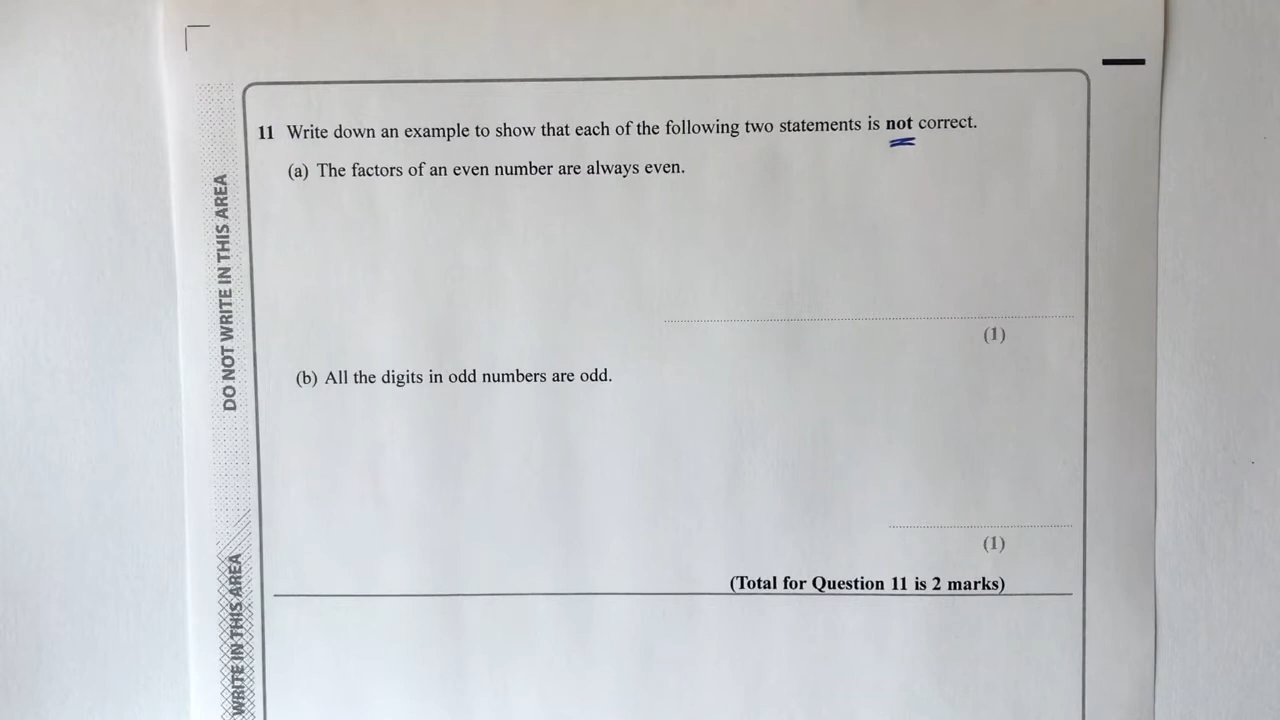 11 Write down an example to show that each of the following two statements is not correct.
(a) The factors of an even number are always even.
(1)
(b) All the digits in odd numbers are odd.
(1)
(Total for Question 11 is 2 marks)
DO NOT WRITE IN THIS AREA
WRITE IN THIS AREA